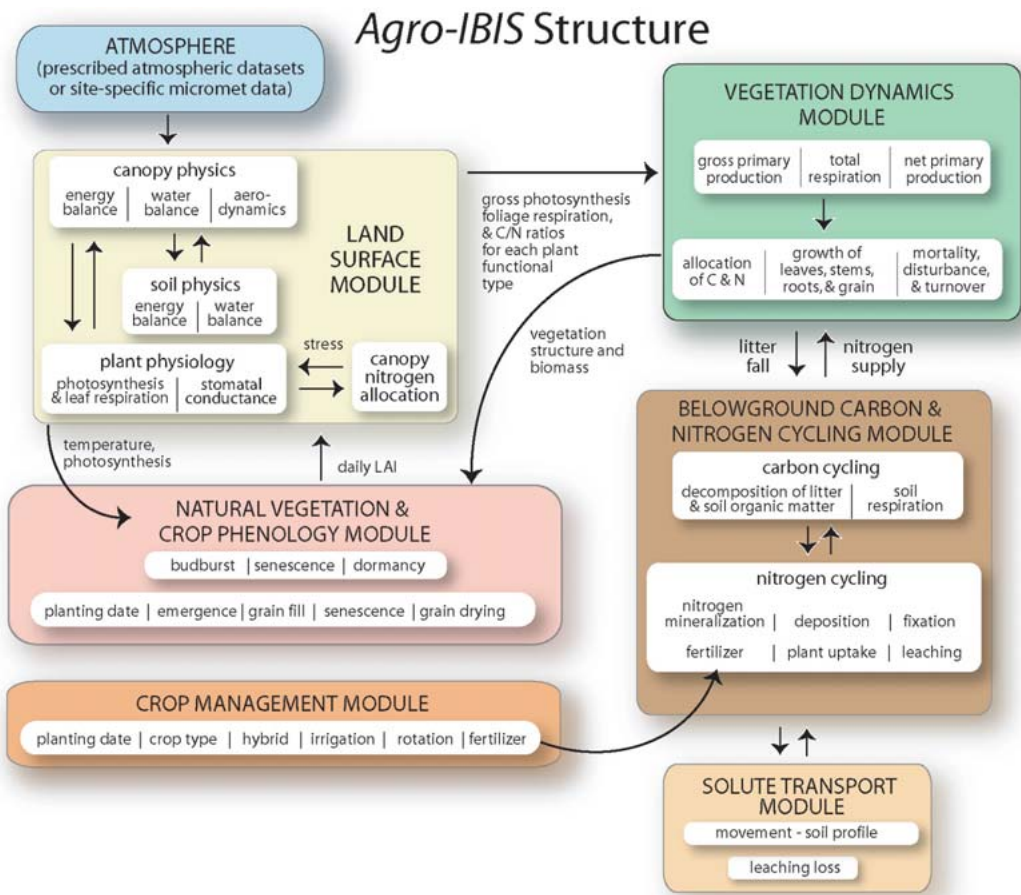 Agro-IBIS Structure
ATMOSPHERE
(prescribed atmospheric datasets
or site-specific micromet data)
canopy physics
energy balance | water balance | aero-dynamics
soil physics
energy balance | water balance
LAND
SURFACE
MODULE
plant physiology
photosynthesis & leaf respiration | stomatal conductance
stress
canopy
nitrogen
allocation
gross photosynthesis
foliage respiration,
& C/N ratios
for each plant
functional
type
VEGETATION DYNAMICS
MODULE
gross primary production | total respiration | net primary production
allocation of C & N | growth of leaves, stems, roots, & grain | mortality, disturbance, & turnover
vegetation
structure and
biomass
litter
fall
nitrogen
supply
temperature,
photosynthesis
daily LAI
NATURAL VEGETATION &
CROP PHENOLOGY MODULE
budburst | senescence | dormancy
planting date | emergence | grain fill | senescence | grain drying
BELOWGROUND CARBON &
NITROGEN CYCLING MODULE
carbon cycling
decomposition of litter & soil organic matter | soil respiration
nitrogen cycling
nitrogen mineralization | deposition | fixation
fertilizer | plant uptake | leaching
CROP MANAGEMENT MODULE
planting date | crop type | hybrid | irrigation | rotation | fertilizer
SOLUTE TRANSPORT
MODULE
movement - soil profile
leaching loss